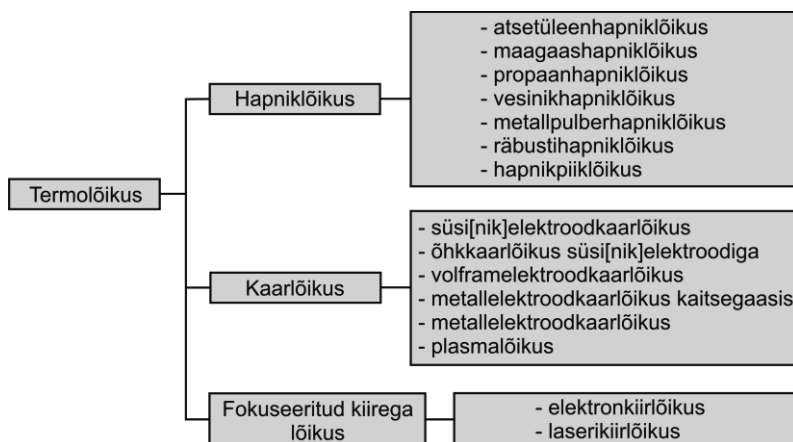 Termolõikus
Hapniklõikus
- atsetüleenhapniklõikus
- maagaashapniklõikus
- propaanhapniklõikus
- vesinikhapniklõikus
- metallpulberhapniklõikus
- räbustihapniklõikus
- hapnikpiiklõikus
Kaarlõikus
- süsi[nik]elektroodkaarlõikus
- õhkkaarlõikus süsi[nik]elektroodiga
- volframelektroodkaarlõikus
- metallelektroodkaarlõikus kaitsegaasis
- metallelektroodkaarlõikus
- plasmalõikus
Fokuseeritud kiirega
lõikus
- elektronkiirlõikus
- laserikiirlõikus